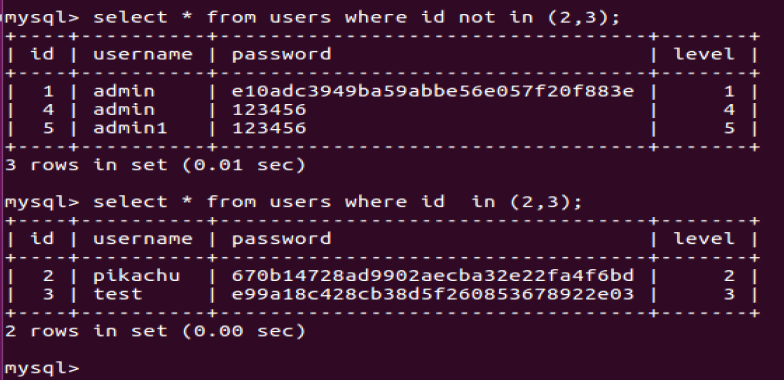 mysql> select * from users where id not in (2,3);
+----+----------+----------------------------------+-------+
| id | username | password                         | level |
+----+----------+----------------------------------+-------+
|  1 | admin    | e10adc3949ba59abbe56e057f20f883e |     1 |
|  4 | admin    | 123456                           |     4 |
|  5 | admin1   | 123456                           |     5 |
+----+----------+----------------------------------+-------+
3 rows in set (0.01 sec)
mysql> select * from users where id  in (2,3);
+----+----------+----------------------------------+-------+
| id | username | password                         | level |
+----+----------+----------------------------------+-------+
|  2 | pikachu  | 670b14728ad9902aecba32e22fa4f6bd |     2 |
|  3 | test     | e99a18c428cb38d5f260853678922e03 |     3 |
+----+----------+----------------------------------+-------+
2 rows in set (0.00 sec)
mysql>